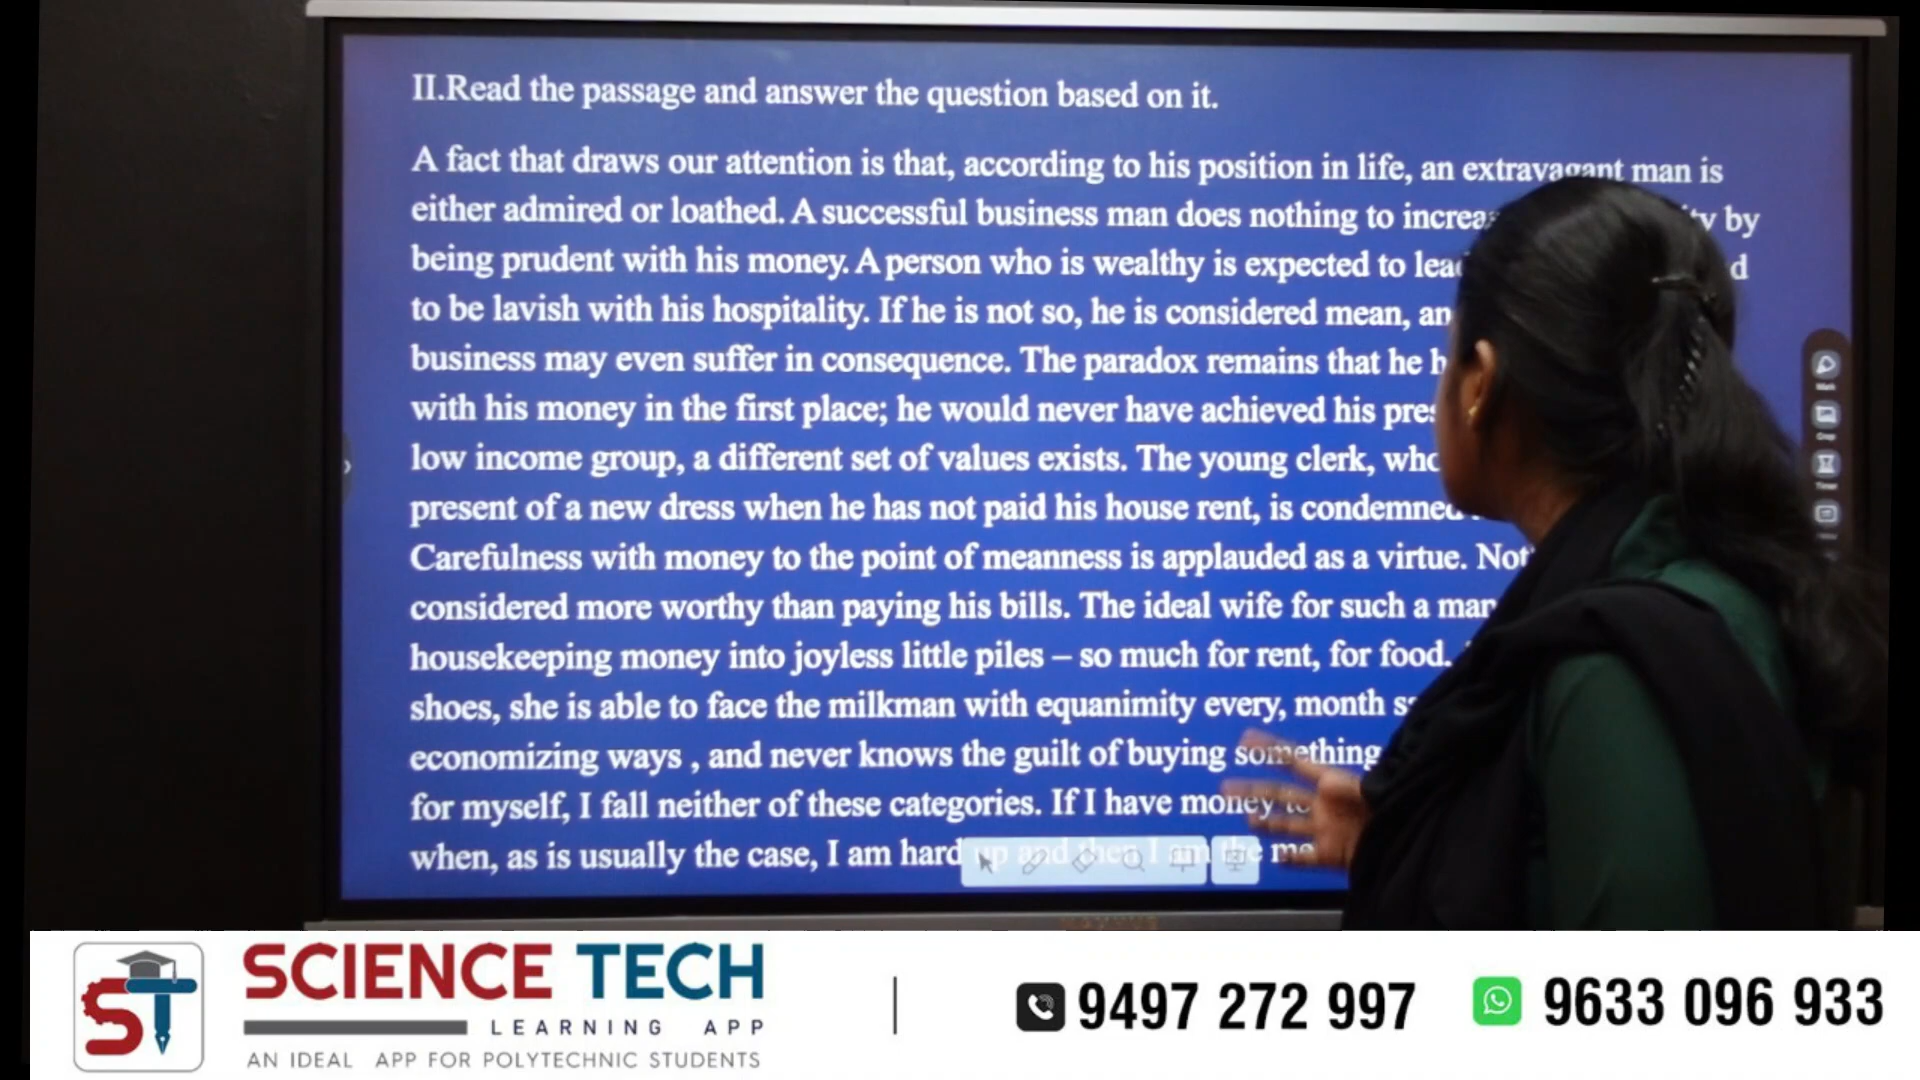 II.Read the passage and answer the question based on it.
A fact that draws our attention is that, according to his position in life, an extravagant man is
either admired or loathed. A successful business man does nothing to by
being prudent with his money. A person who is wealthy is expected to
to be lavish with his hospitality. If he is not so, he is considered mean,
business may even suffer in consequence. The paradox remains that he
with his money in the first place; he would never have achieved his
low income group, a different set of values exists. The young clerk,
present of a new dress when he has not paid his house rent, is condemned
Carefulness with money to the point of meanness is applauded as a virtue.
considered more worthy than paying his bills. The ideal wife for such a
housekeeping money into joyless little piles – so much for rent, for food.
shoes, she is able to face the milkman with equanimity every, month
economizing ways , and never knows the guilt of buying something
for myself, I fall neither of these categories. If I have money
when, as is usually the case, I am hard up and then I am the
SCIENCE TECH
LEARNING APP
AN IDEAL APP FOR POLYTECHNIC STUDENTS
ST
9497 272 997
9633 096 933